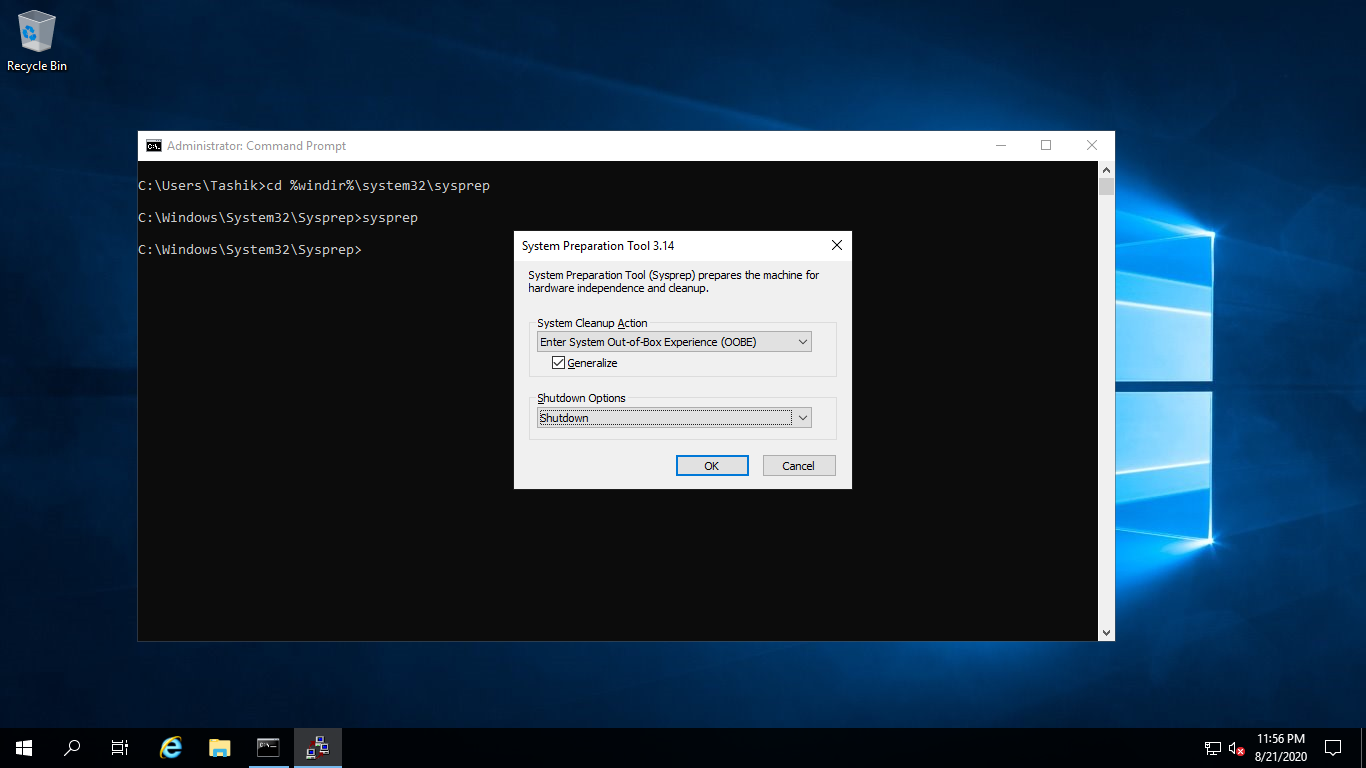 Recycle Bin
Administrator: Command Prompt
C:\Users\Tashik>cd %windir%\system32\sysprep
C:\Windows\System32\Sysprep>sysprep
C:\Windows\System32\Sysprep>
System Preparation Tool 3.14
System Preparation Tool (Sysprep) prepares the machine for
hardware independence and cleanup.
System Cleanup Action
Enter System Out-of-Box Experience (OOBE)
Generalize
Shutdown Options
Shutdown
OK
Cancel
11:56 PM
8/21/2020